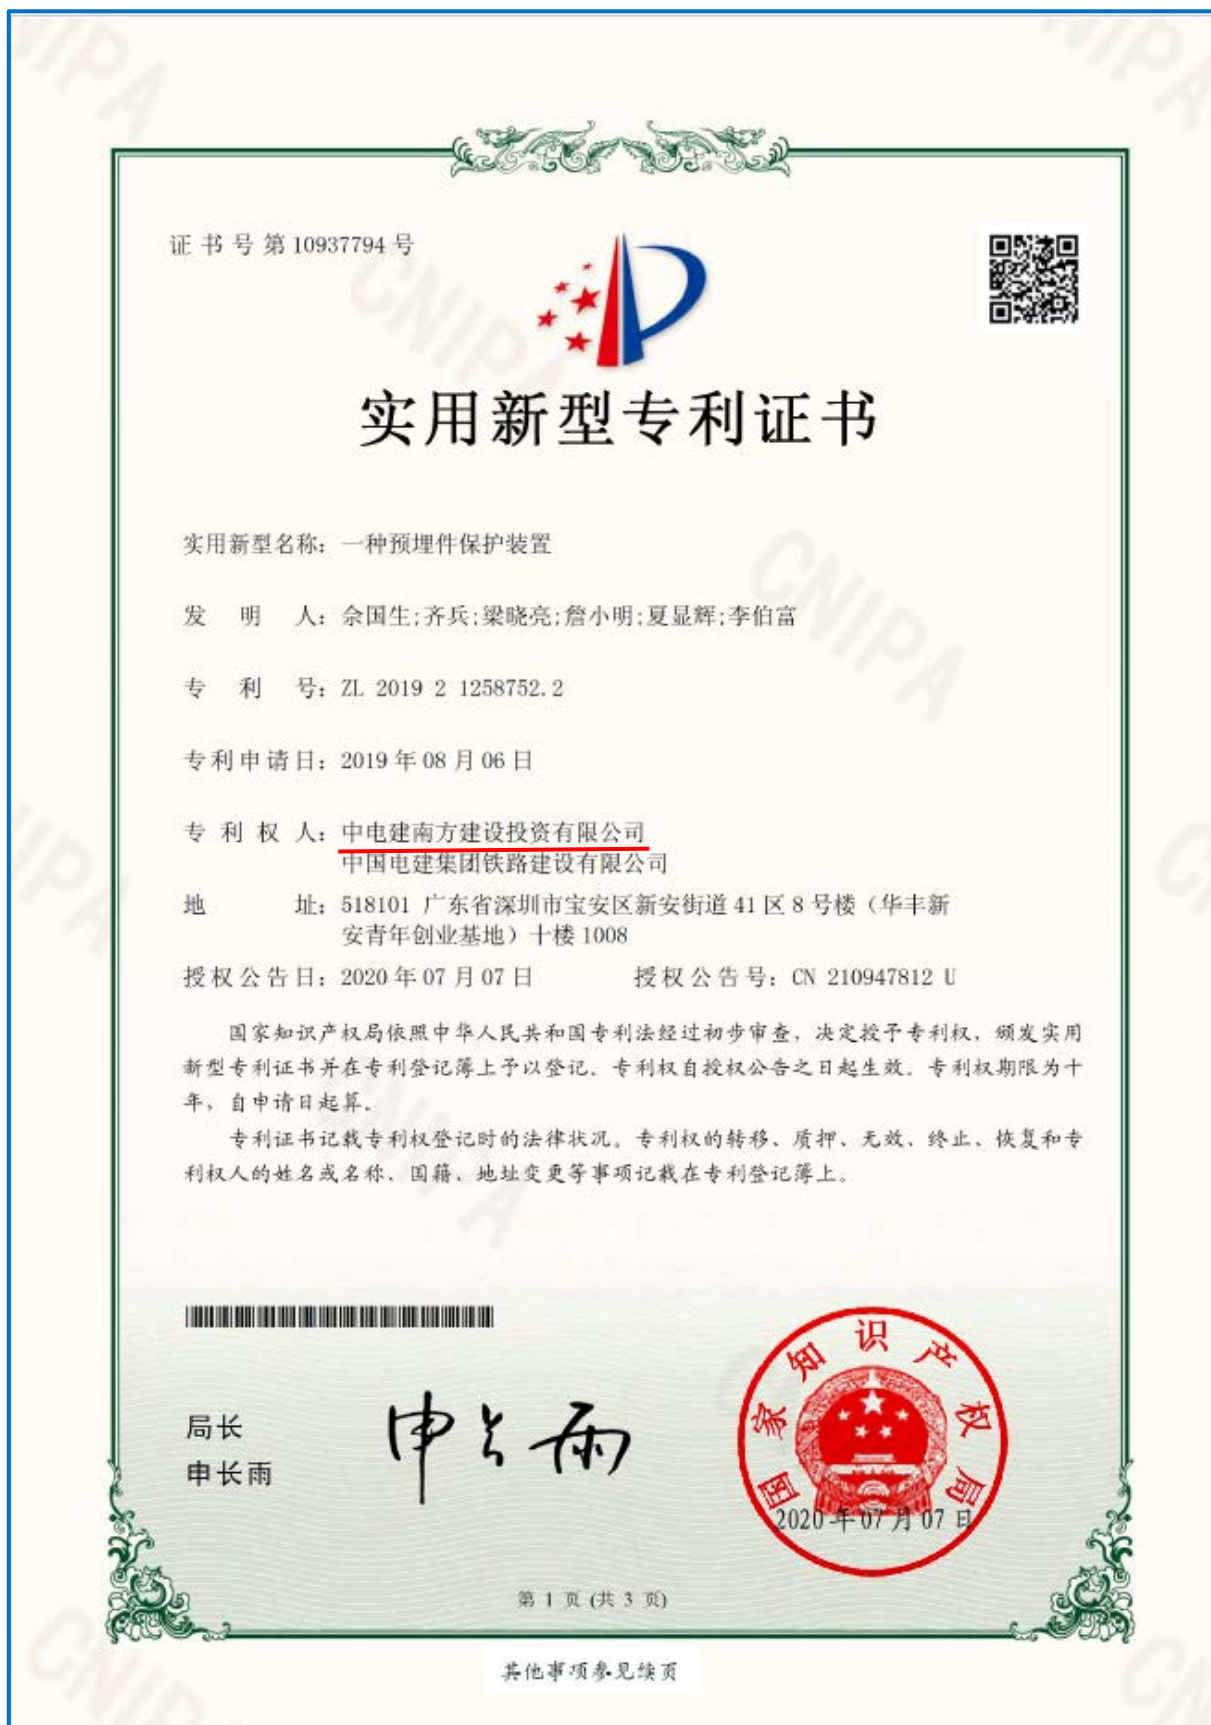 证书号第10937794号
实用新型专利证书
实用新型名称：一种预埋件保护装置
发明人：佘国生;齐兵;梁晓亮;詹小明;夏显辉;李伯富
专利号：ZL 2019 2 1258752.2
专利申请日：2019年08月06日
专利权人：中电建南方建设投资有限公司
中国电建集团铁路建设有限公司
地址：518101 广东省深圳市宝安区新安街道41区8号楼（华丰新
安青年创业基地）十楼1008
授权公告日：2020年07月07日 授权公告号：CN 210947812 U
国家知识产权局依照中华人民共和国专利法经过初步审查，决定授予专利权，颁发实用
新型专利证书并在专利登记簿上予以登记。专利权自授权公告之日起生效。专利权期限为十
年，自申请日起算。
专利证书记载专利权登记时的法律状况。专利权的转移、质押、无效、终止、恢复和专
利权人的姓名或名称、国籍、地址变更等事项记载在专利登记簿上。
局长
申长雨
申长雨
国家知识产权局
2020年07月07日
第 1 页 (共 3 页)
其他事项参见续页
CNIPA
CNIPA
CNIPA
CNIPA
CNIPA